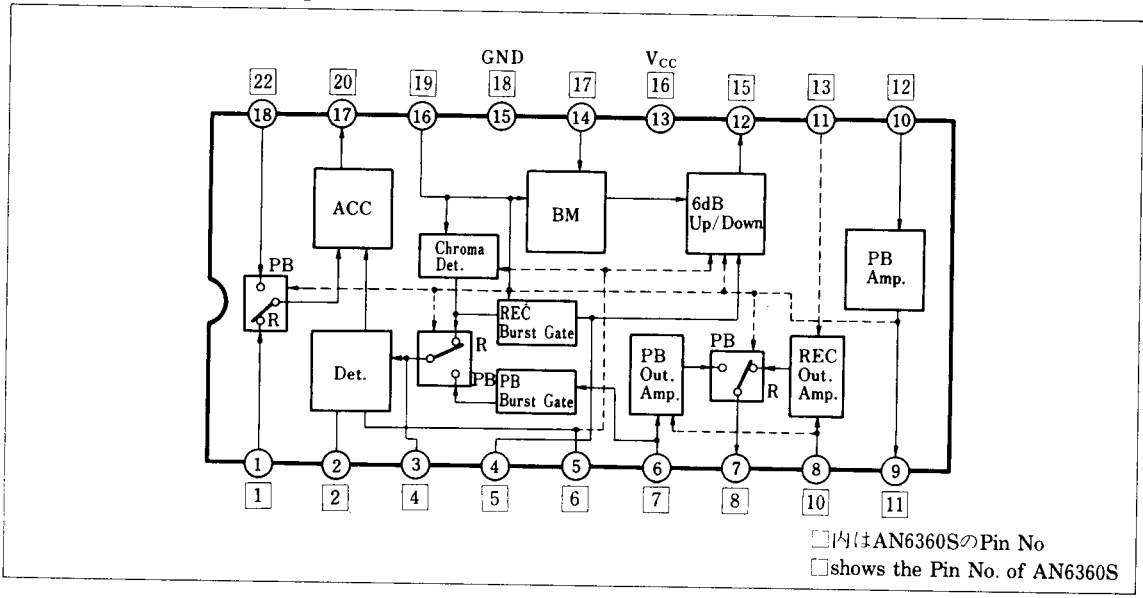 GND
V_CC
22 20 19 18 17 16 15 13 12
18 17 16 15 14 13 12 11 10
ACC
BM
6dB
Up/Down
PB
Amp.
Chroma
Det.
PB
R
REC
Burst Gate
R
PB
PB
Burst Gate
Det.
PB
Out.
Amp.
PB
R
REC
Out.
Amp.
1 2 3 4 5 6 7 8 9
1 2 4 5 6 7 8 10 11
□内はAN6360SのPin No
□shows the Pin No. of AN6360S